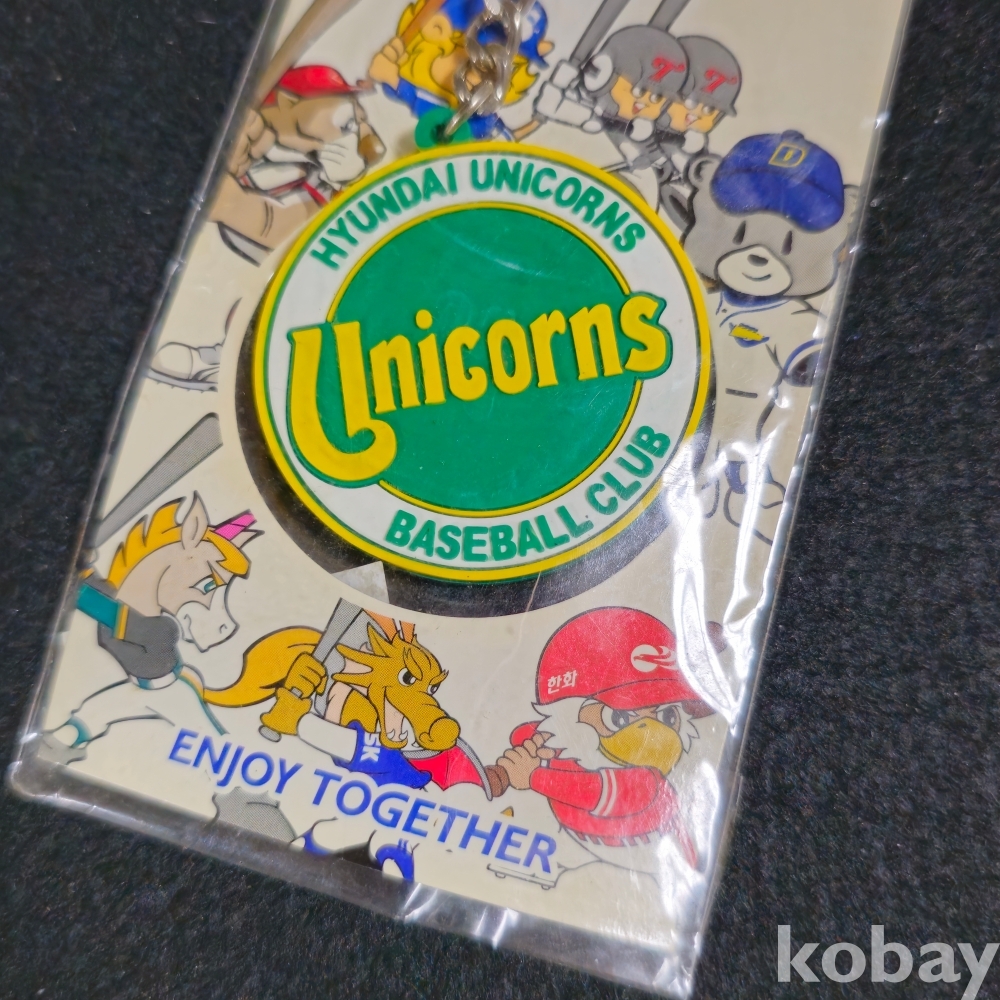 T T
D
HYUNDAI UNICORNS
Unicorns
BASEBALL CLUB
한화
SK
ENJOY TOGETHER
kobay